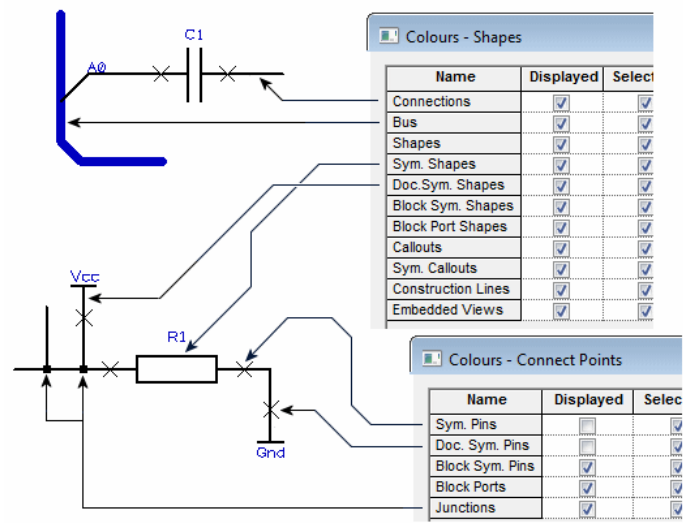 C1
A0
Colours - Shapes
Name Displayed Select
Connections
Bus
Shapes
Sym. Shapes
Doc.Sym. Shapes
Block Sym. Shapes
Block Port Shapes
Callouts
Sym. Callouts
Construction Lines
Embedded Views
Vcc
R1
Gnd
Colours - Connect Points
Name Displayed Selec
Sym. Pins
Doc. Sym. Pins
Block Sym. Pins
Block Ports
Junctions